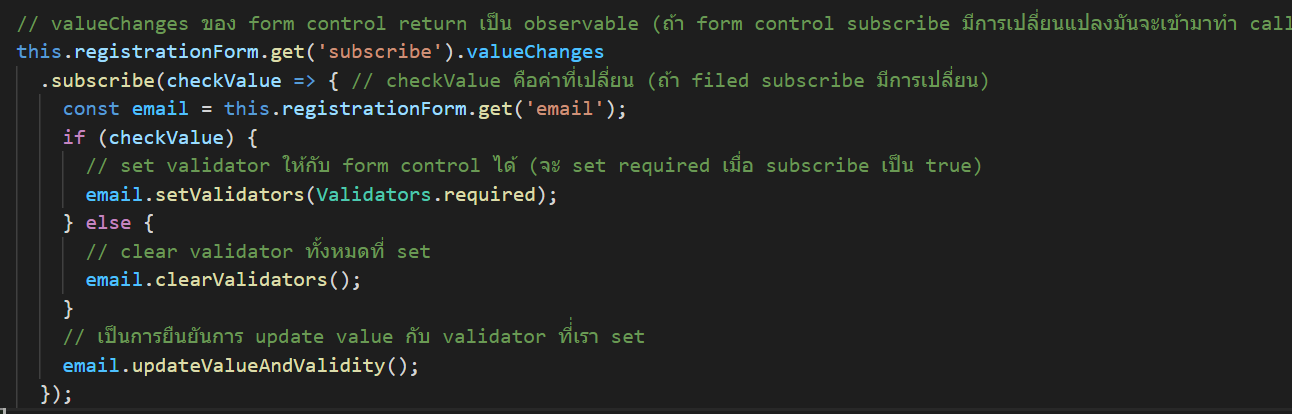 // valueChanges ของ form control return เป็น observable (ถ้า form control subscribe มีการเปลี่ยนแปลงมันจะเข้ามาทำ call
this.registrationForm.get('subscribe').valueChanges
.subscribe(checkValue => { // checkValue คือค่าที่เปลี่ยน (ถ้า filed subscribe มีการเปลี่ยน)
const email = this.registrationForm.get('email');
if (checkValue) {
// set validator ให้กับ form control ได้ (จะ set required เมื่อ subscribe เป็น true)
email.setValidators(Validators.required);
} else {
// clear validator ทั้งหมดที่ set
email.clearValidators();
}
// เป็นการยืนยันการ update value กับ validator ที่เรา set
email.updateValueAndValidity();
});